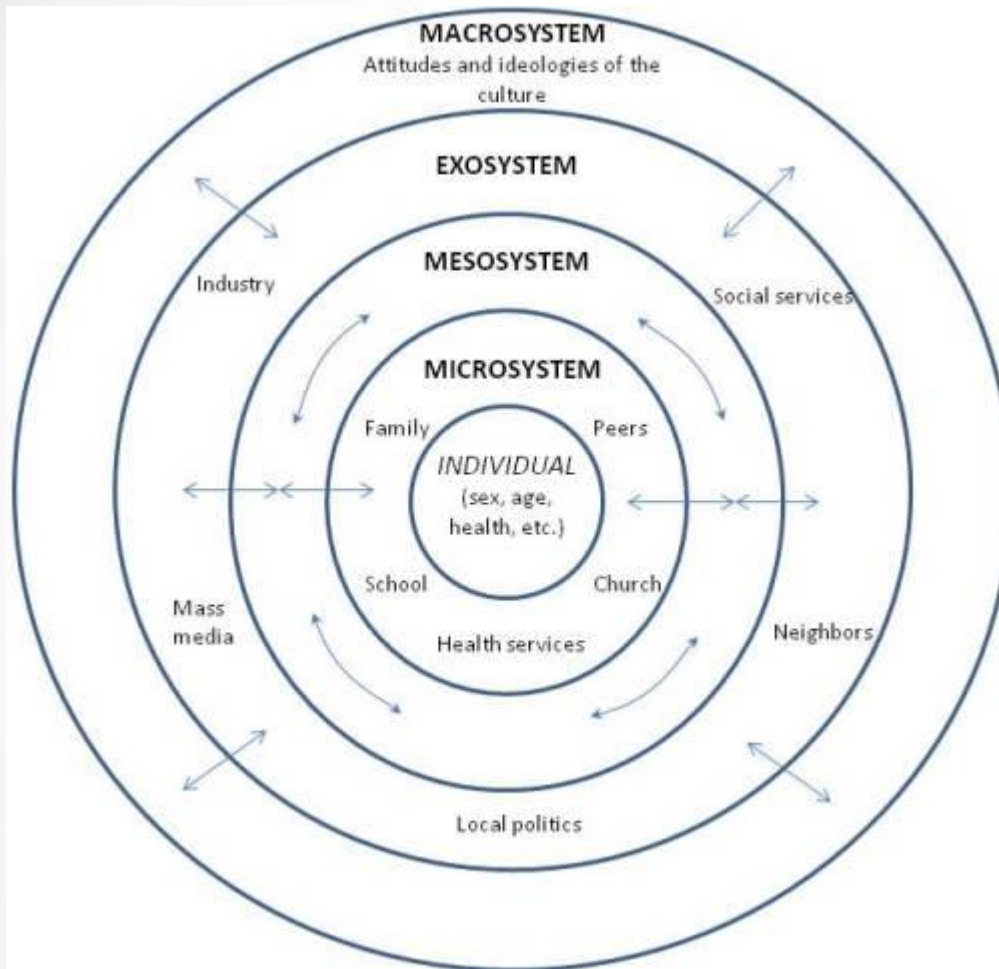 MACROSYSTEM
Attitudes and ideologies of the
culture
EXOSYSTEM
MESOSYSTEM
Industry
Social services
MICROSYSTEM
Family
Peers
INDIVIDUAL
(sex, age,
health, etc.)
School
Church
Mass
media
Neighbors
Health services
Local politics